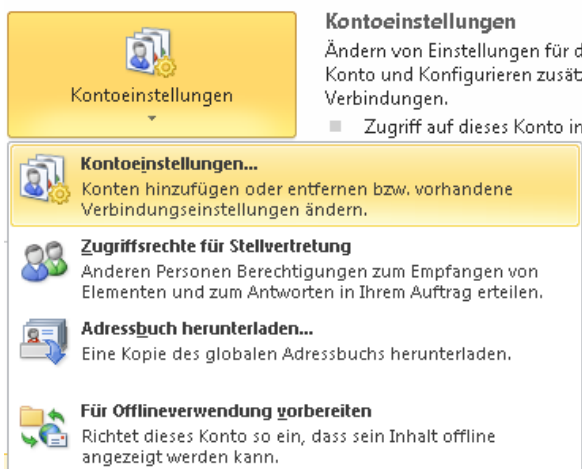 Kontoeinstellungen
Kontoeinstellungen
Ändern von Einstellungen für
Konto und Konfigurieren
Verbindungen.
Zugriff auf dieses Konto
Kontoeinstellungen...
Konten hinzufügen oder entfernen bzw. vorhandene
Verbindungseinstellungen ändern.
Zugriffsrechte für Stellvertretung
Anderen Personen Berechtigungen zum Empfangen von
Elementen und zum Antworten in Ihrem Auftrag erteilen.
Adressbuch herunterladen...
Eine Kopie des globalen Adressbuchs herunterladen.
Für Offlineverwendung vorbereiten
Richtet dieses Konto so ein, dass sein Inhalt offline
angezeigt werden kann.